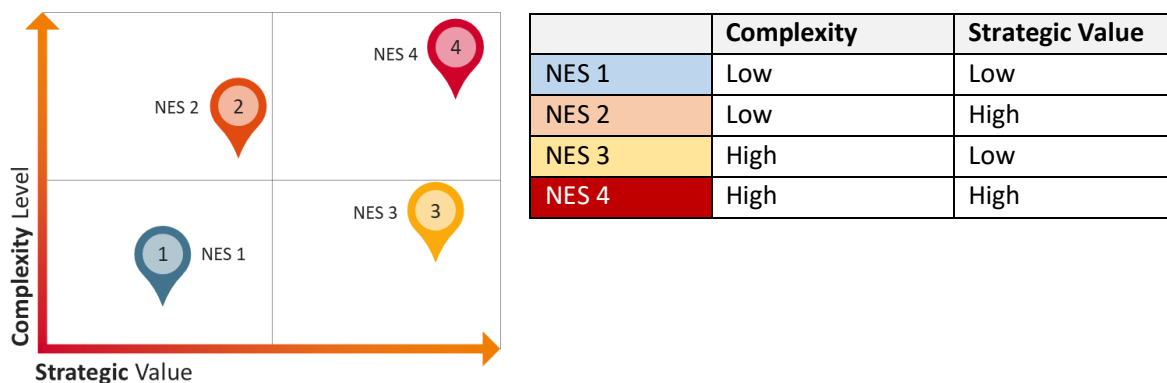 NES 4
4
NES 2
2
NES 3
3
1
NES 1
Complexity Level
Strategic Value
Complexity Strategic Value
NES 1 Low Low
NES 2 Low High
NES 3 High Low
NES 4 High High